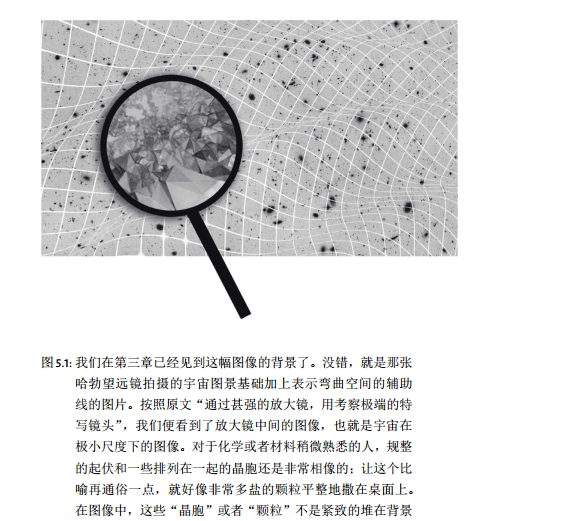 图 5.1: 我们在第三章已经见到这幅图像的背景了。没错，就是那张
哈勃望远镜拍摄的宇宙图景基础加上表示弯曲空间的辅助
线的图片。按照原文“通过甚强的放大镜，用考察极端的特
写镜头”，我们便看到了放大镜中间的图像，也就是宇宙在
极小尺度下的图像。对于化学或者材料稍微熟悉的人，规整
的起伏和一些排列在一起的晶胞还是非常相像的；让这个比
喻再通俗一点，就好像非常多盐的颗粒平整地撒在桌面上。
在图像中，这些“晶胞”或者“颗粒”不是紧致的堆在背景